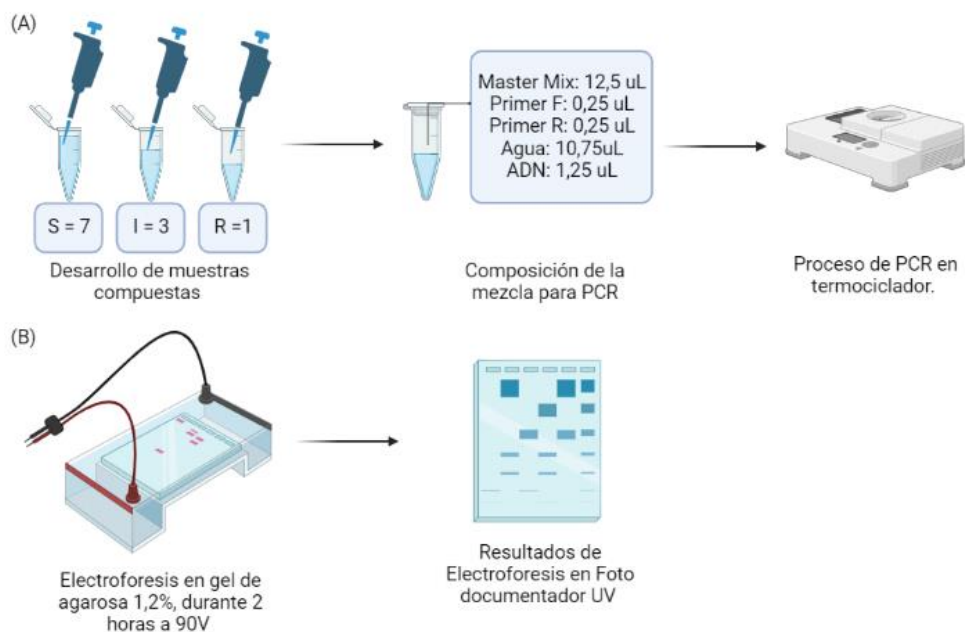 (A)
S = 7
I = 3
R =1
Desarrollo de muestras
compuestas
Master Mix: 12,5 uL
Primer F: 0,25 uL
Primer R: 0,25 uL
Agua: 10,75uL
ADN: 1,25 uL
Composición de la
mezcla para PCR
Proceso de PCR en
termociclador.
(B)
Electroforesis en gel de
agarosa 1,2%, durante 2
horas a 90V
Resultados de
Electroforesis en Foto
documentador UV